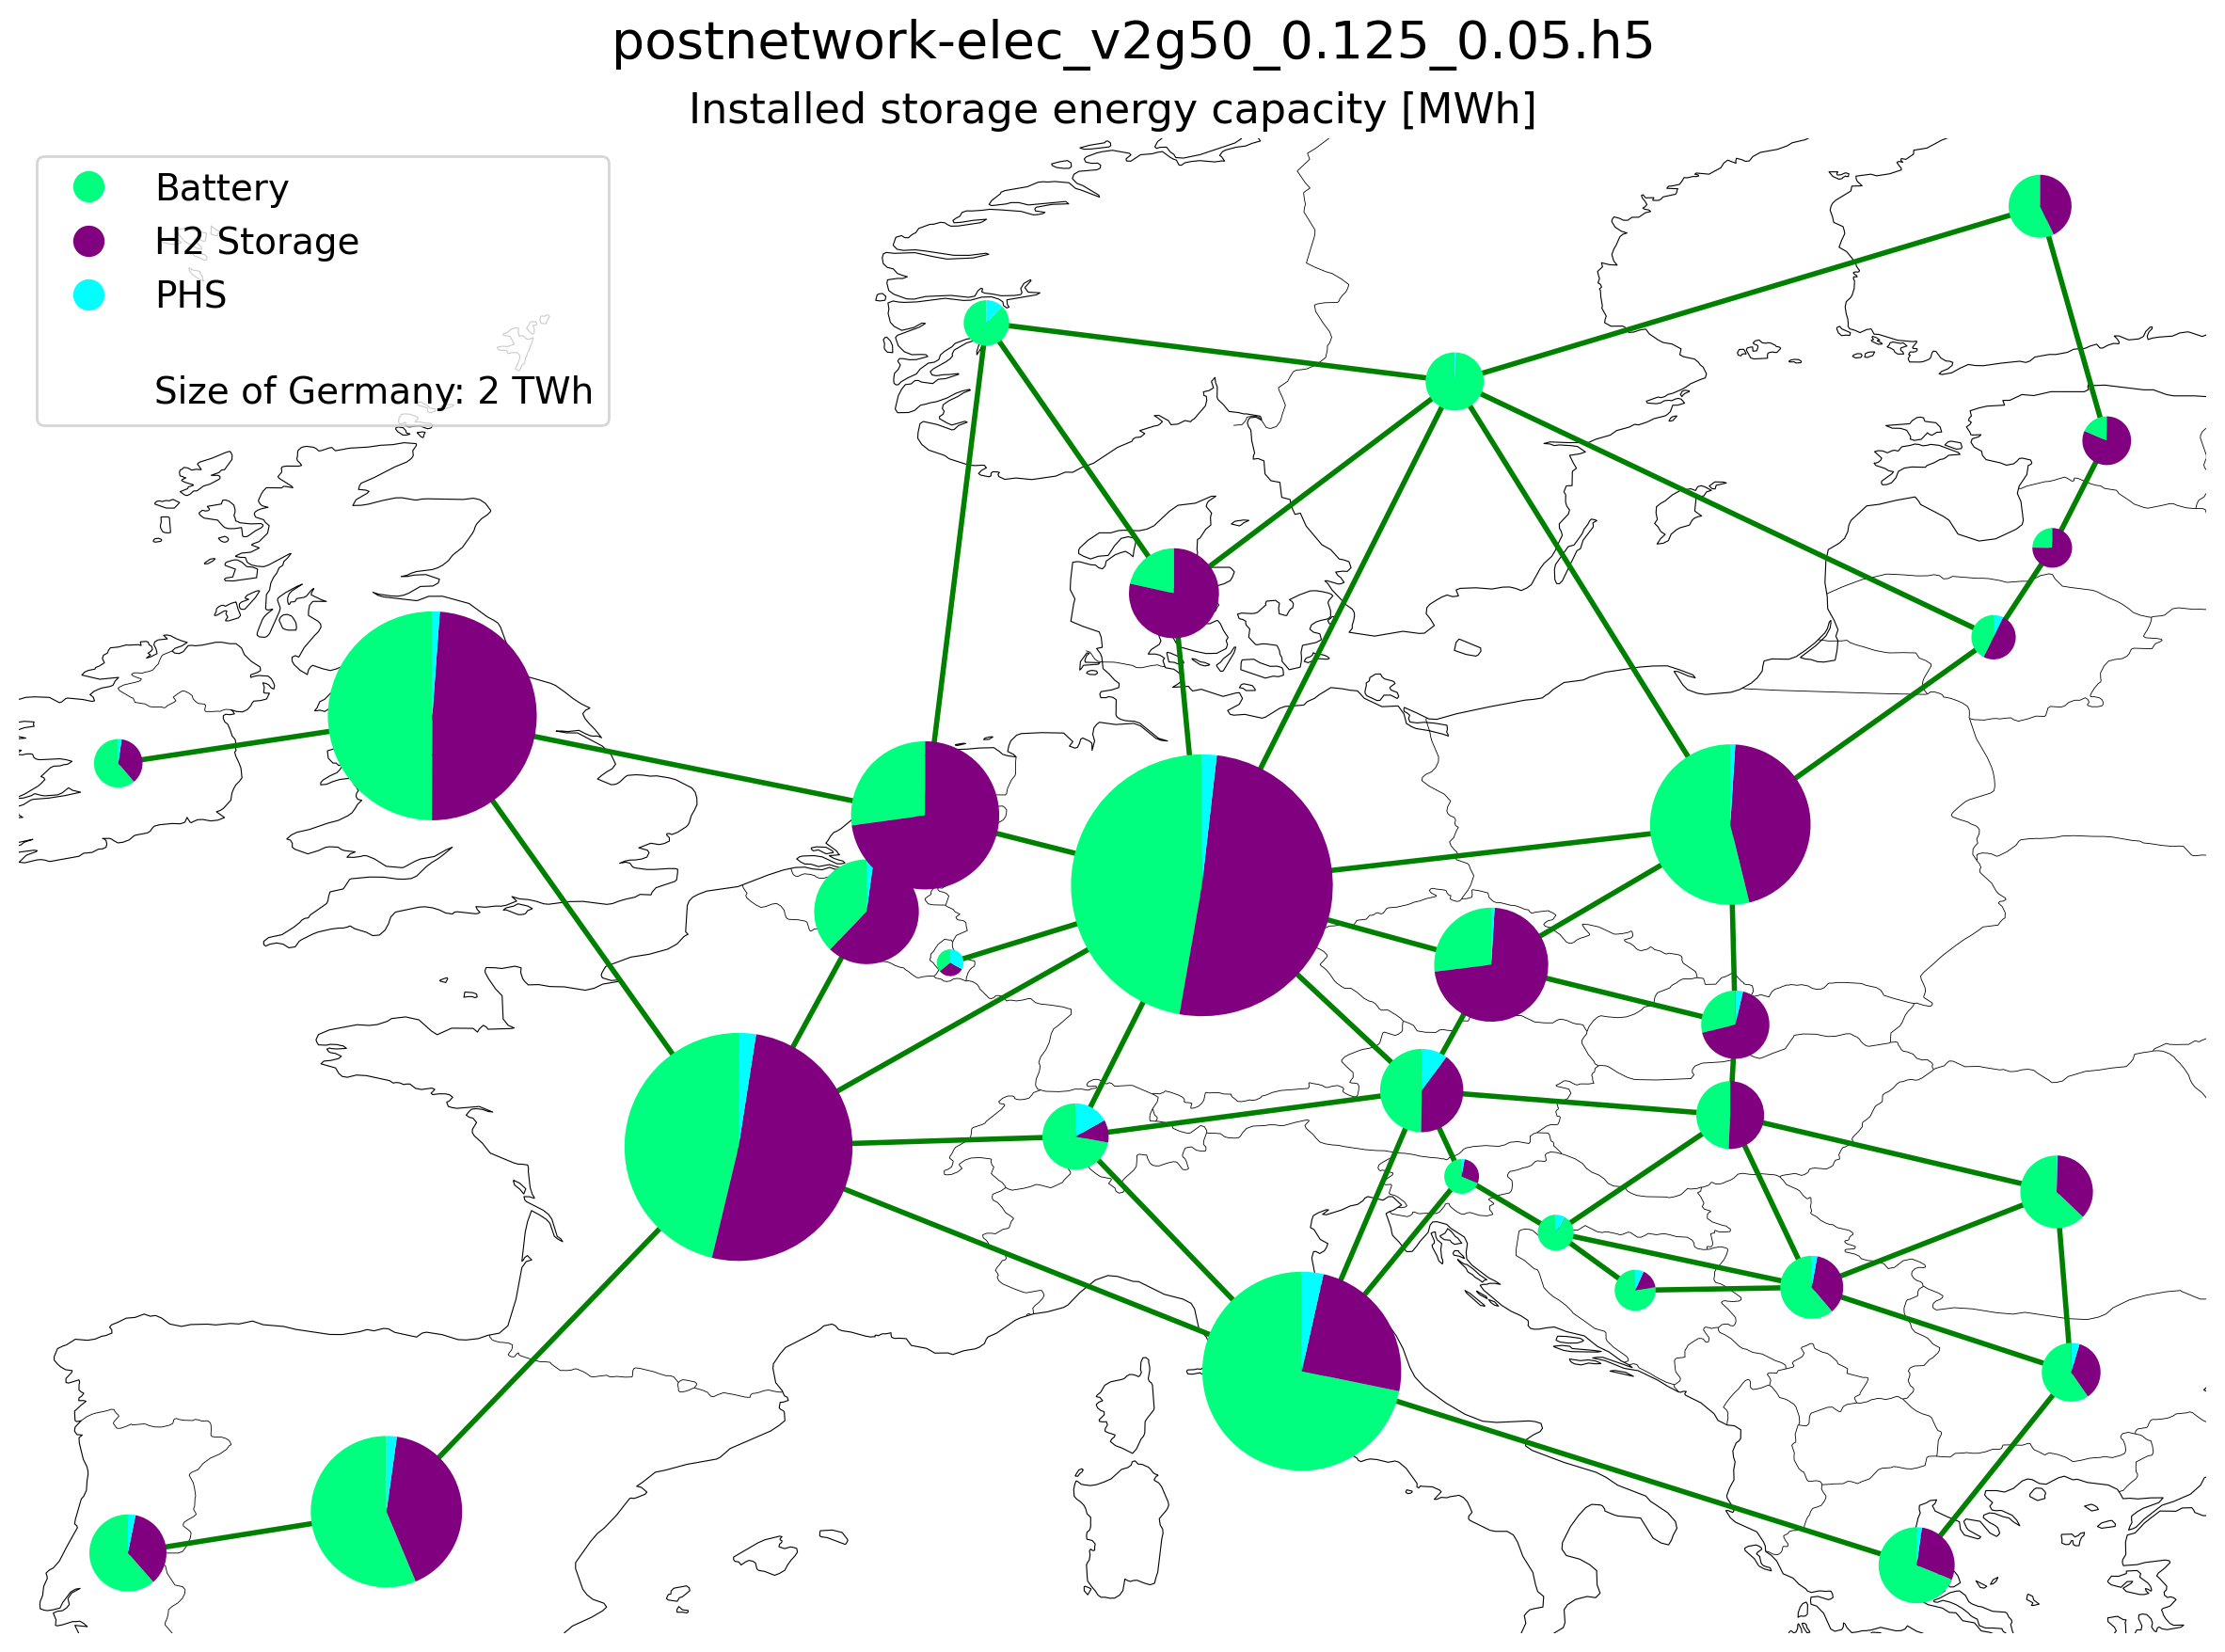 postnetwork-elec_v2g50_0.125_0.05.h5
Installed storage energy capacity [MWh]
Battery
H2 Storage
PHS
Size of Germany: 2 TWh